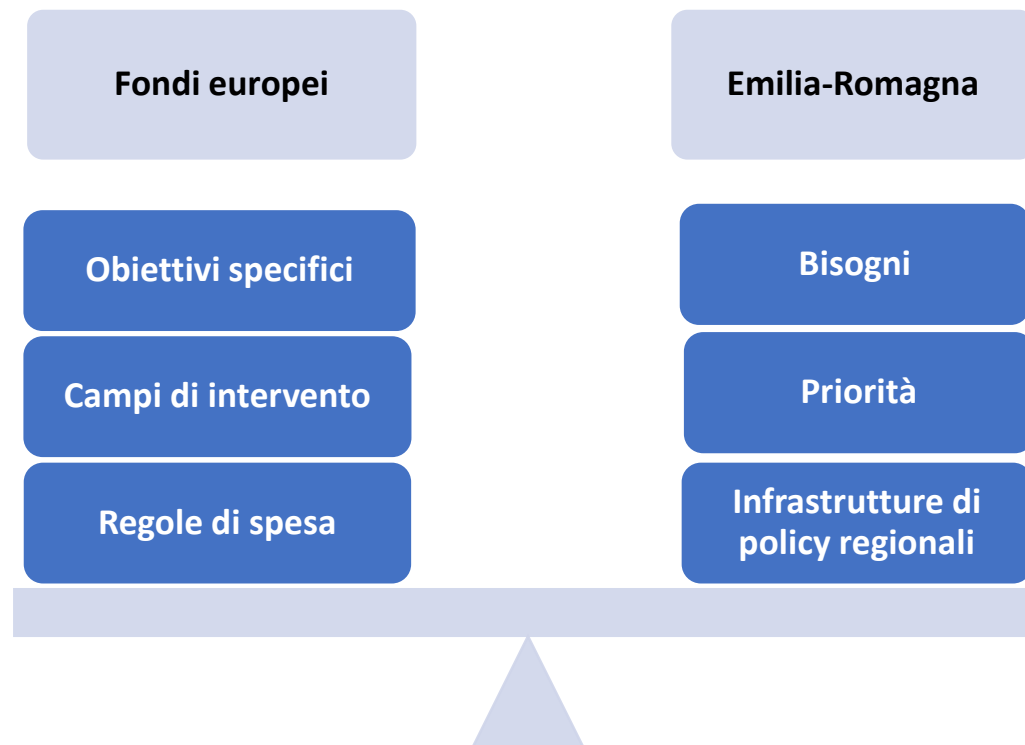 Fondi europei
Emilia-Romagna
Obiettivi specifici
Campi di intervento
Regole di spesa
Bisogni
Priorità
Infrastrutture di
policy regionali